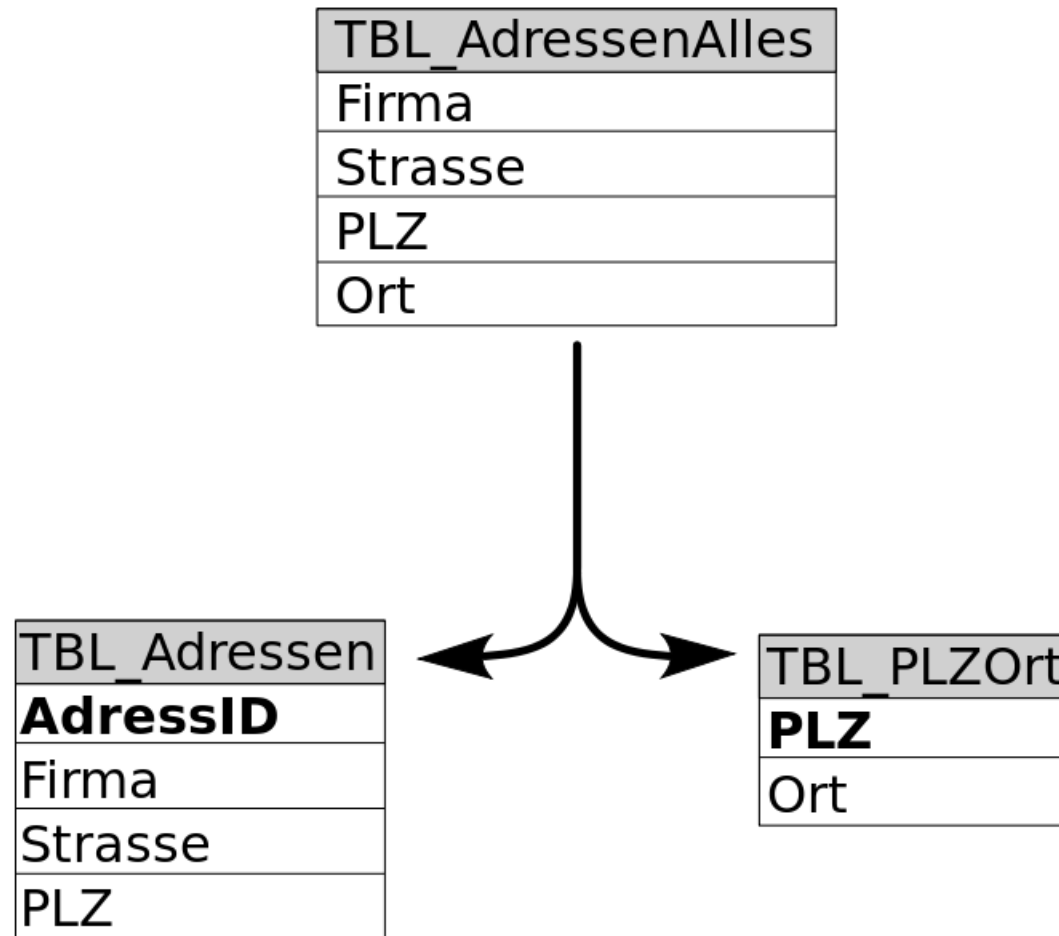 TBL_AdressenAlles
Firma
Strasse
PLZ
Ort
TBL_Adressen
AdressID
Firma
Strasse
PLZ
TBL_PLZOrt
PLZ
Ort